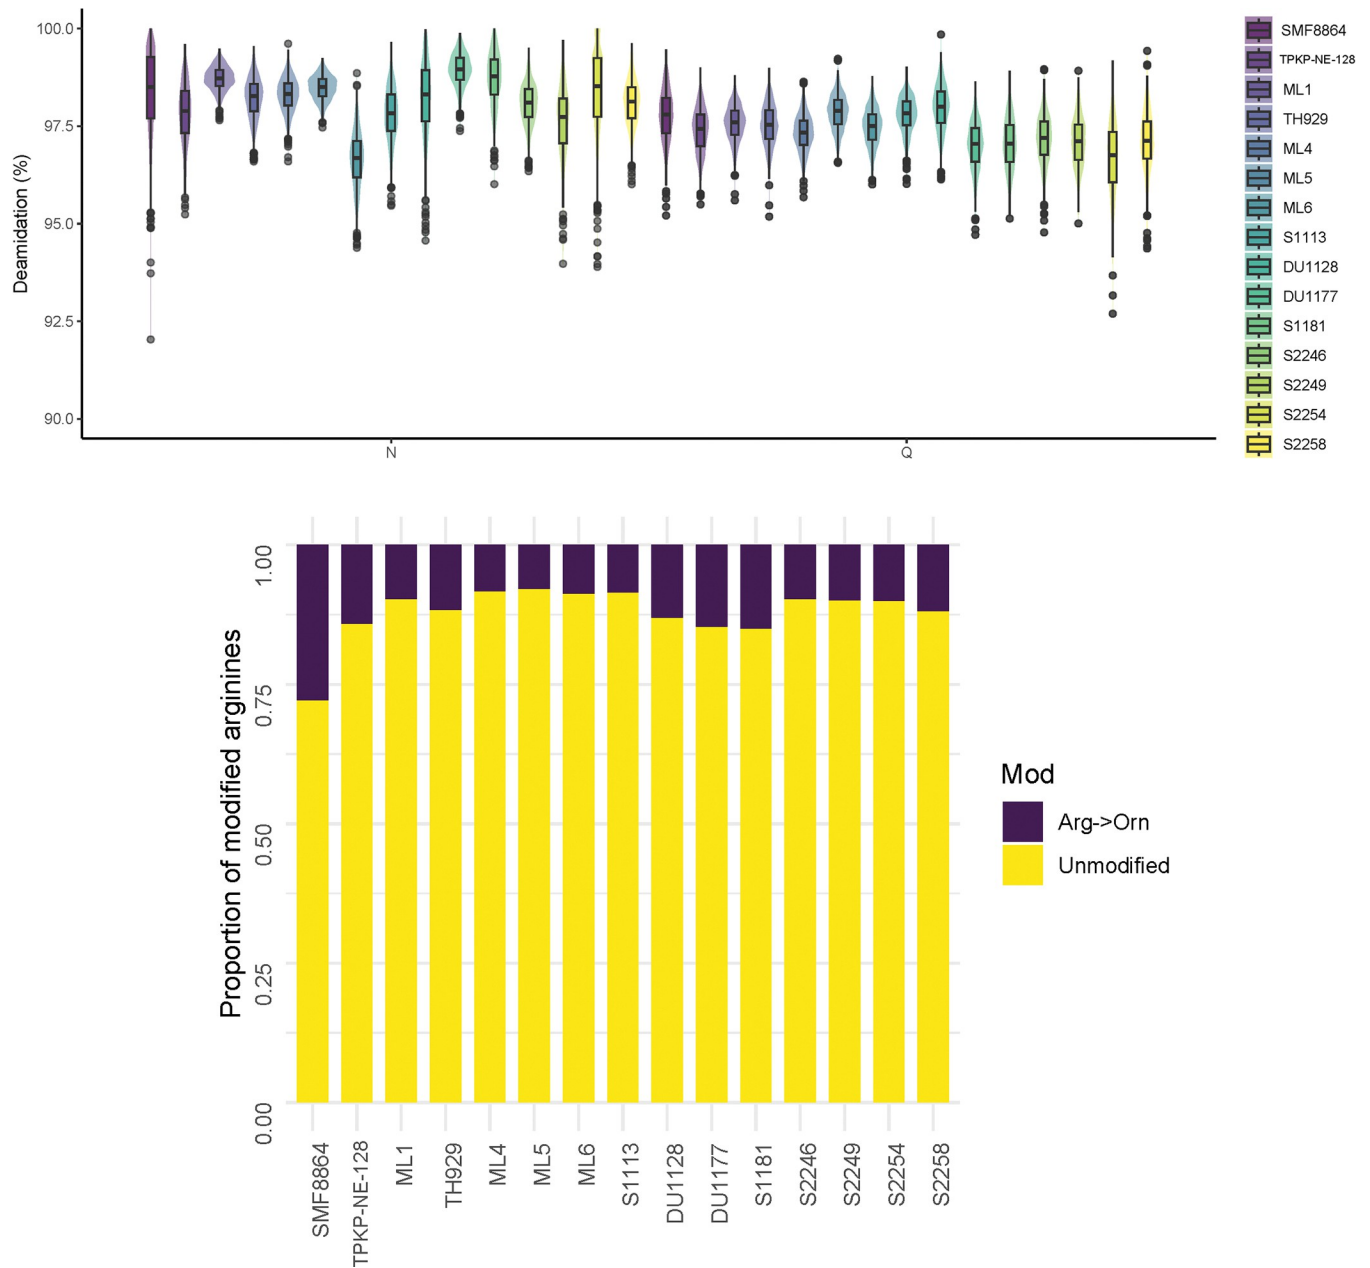 100.0
97.5
95.0
92.5
90.0
Deamidation (%)
N
Q
SMF8864
TPKP-NE-128
ML1
TH929
ML4
ML5
ML6
S1113
DU1128
DU1177
S1181
S2246
S2249
S2254
S2258
Proportion of modified arginines
1.00
0.75
0.50
0.25
0.00
SMF8864
TPKP-NE-128
ML1
TH929
ML4
ML5
ML6
S1113
DU1128
DU1177
S1181
S2246
S2249
S2254
S2258
Mod
Arg->Orn
Unmodified